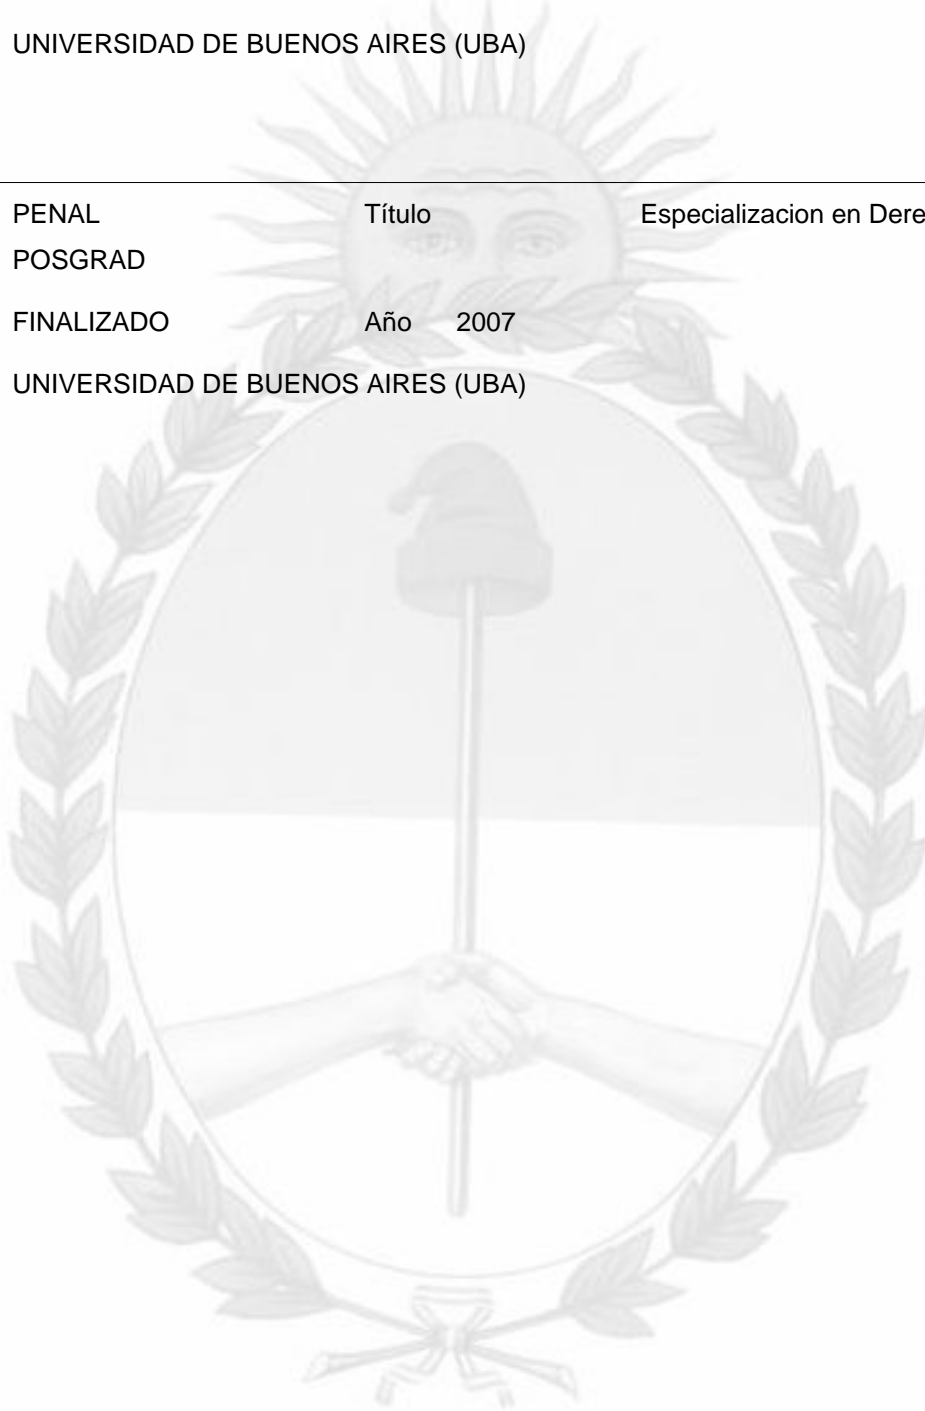 UNIVERSIDAD DE BUENOS AIRES (UBA)
PENAL Título Especializacion en Dere
POSGRAD
FINALIZADO Año 2007
UNIVERSIDAD DE BUENOS AIRES (UBA)